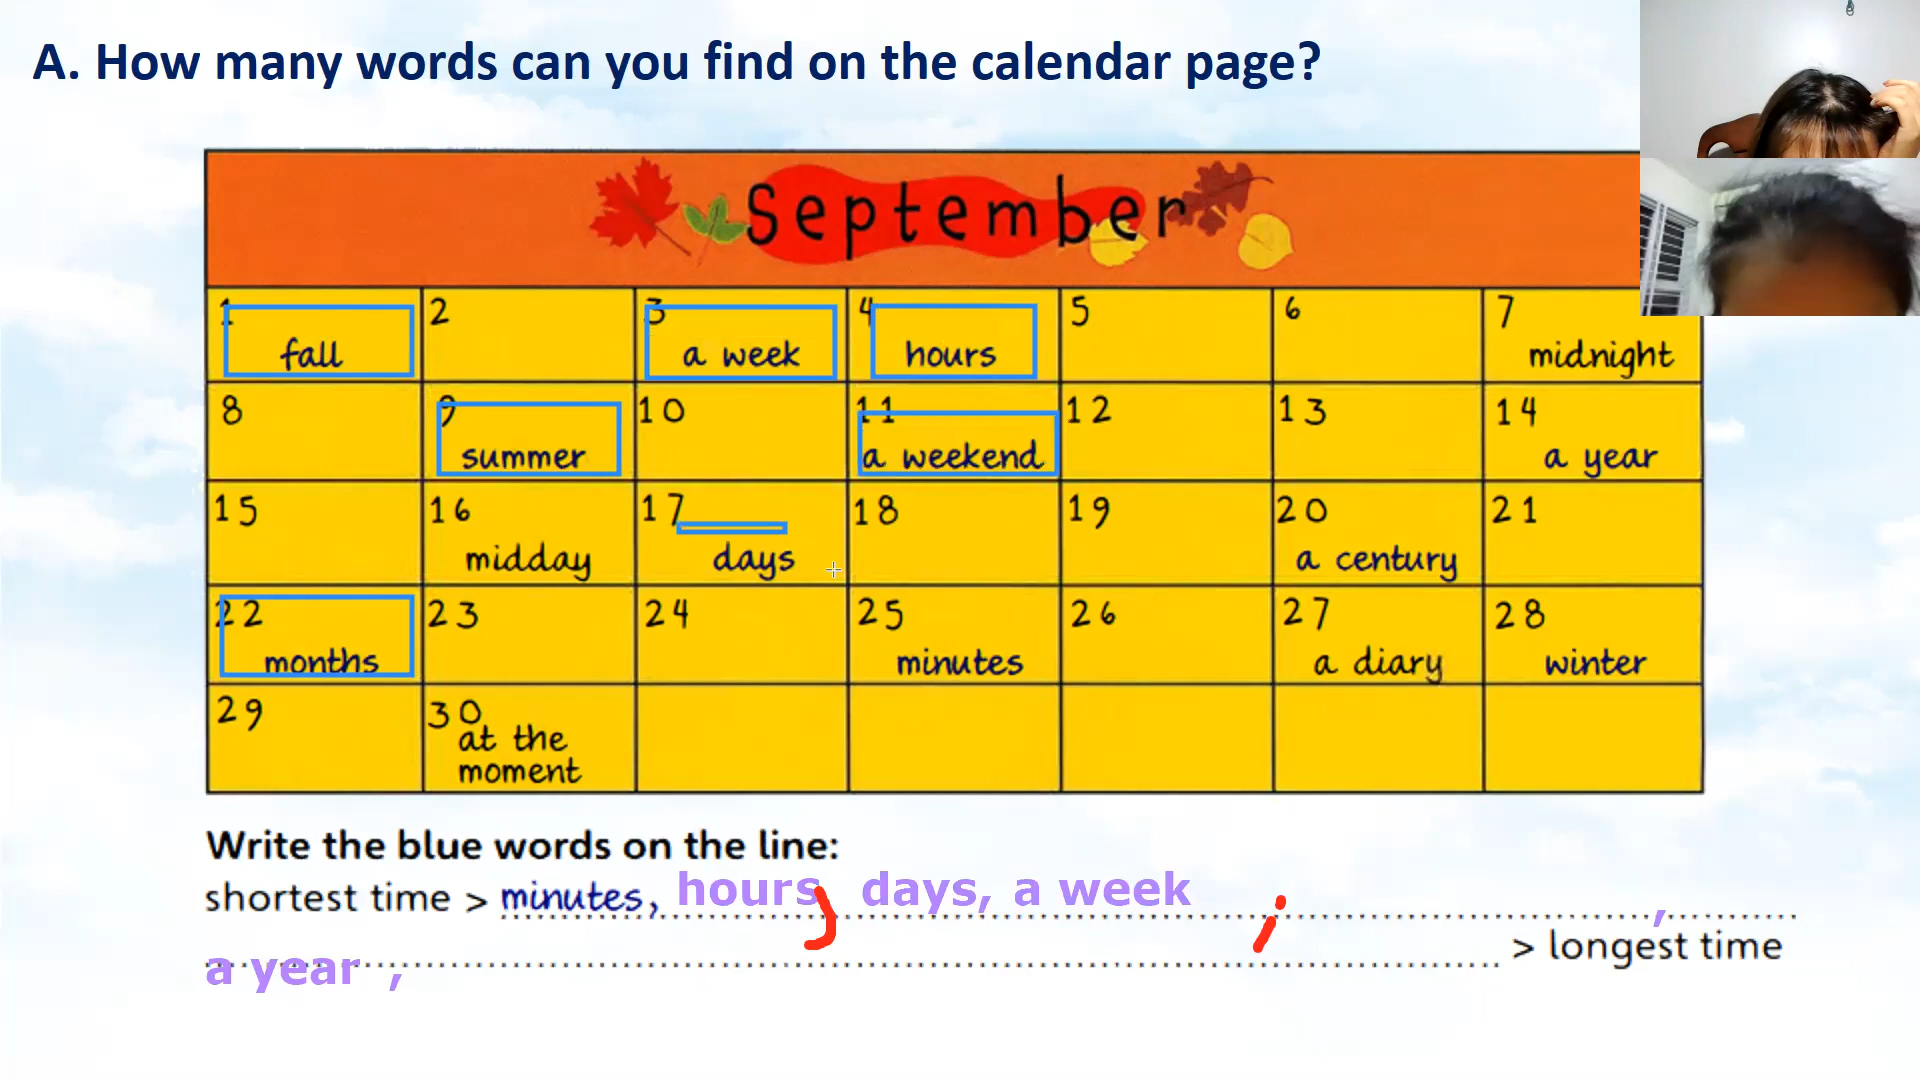 A. How many words can you find on the calendar page?
September
1 2 3 4 5 6 7
fall a week hours midnight
8 9 10 11 12 13 14
summer a weekend a year
15 16 17 18 19 20 21
midday days a century
22 23 24 25 26 27 28
months minutes a diary winter
29 30
at the
moment
Write the blue words on the line:
shortest time > minutes, hours, days, a week ,
a year , > longest time